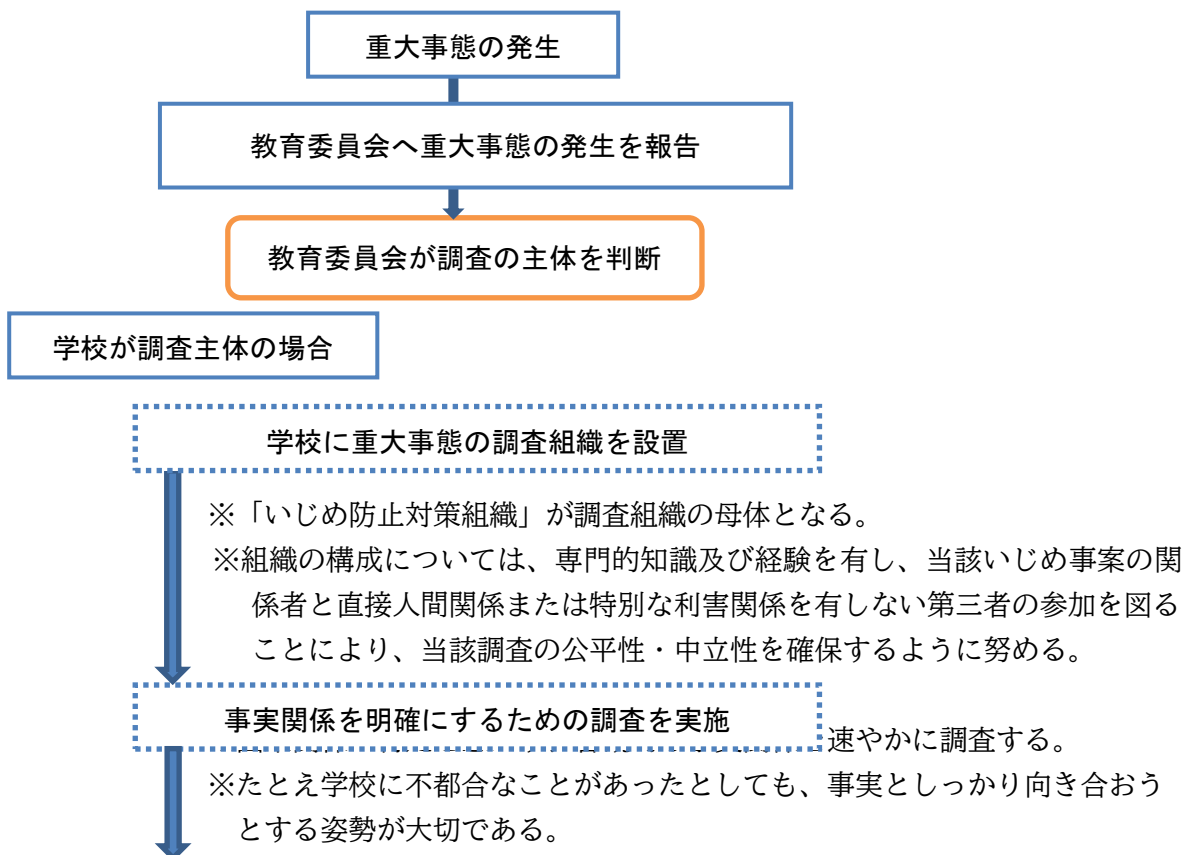 重大事態の発生
教育委員会へ重大事態の発生を報告
教育委員会が調査の主体を判断
学校が調査主体の場合
学校に重大事態の調査組織を設置
※「いじめ防止対策組織」が調査組織の母体となる。
※組織の構成については、専門的知識及び経験を有し、当該いじめ事案の関
係者と直接人間関係または特別な利害関係を有しない第三者の参加を図る
ことにより、当該調査の公平性・中立性を確保するように努める。
事実関係を明確にするための調査を実施
速やかに調査する。
※たとえ学校に不都合なことがあったとしても、事実としっかり向き合おう
とする姿勢が大切である。